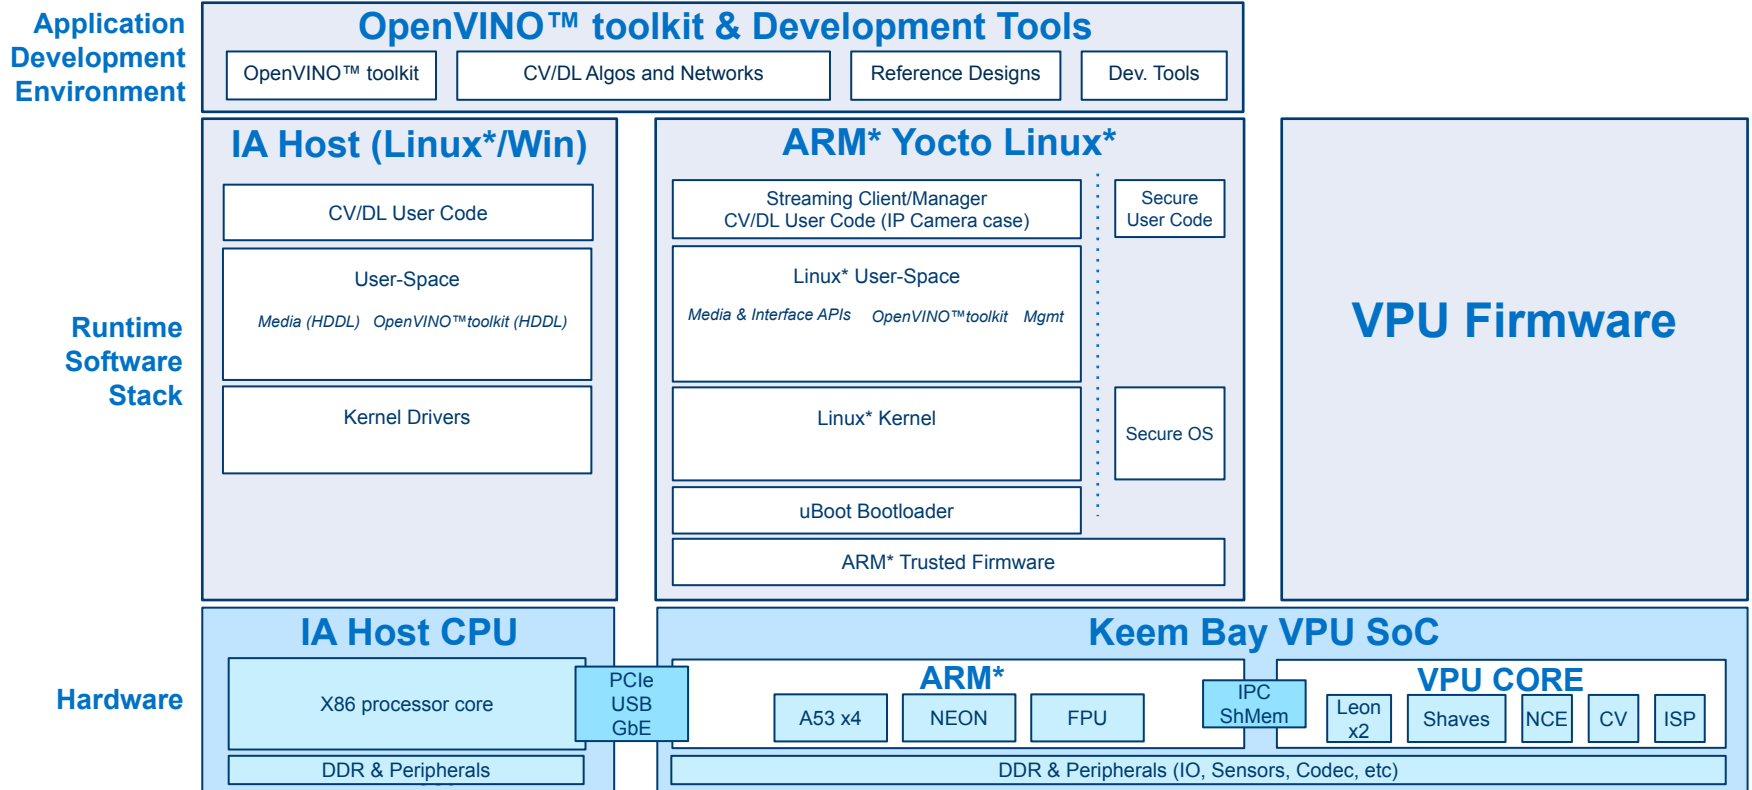 Application
Development
Environment
OpenVINO™ toolkit & Development Tools
OpenVINO™ toolkit
CV/DL Algos and Networks
Reference Designs
Dev. Tools
Runtime
Software
Stack
IA Host (Linux*/Win)
CV/DL User Code
User-Space
Media (HDDL) OpenVINO™toolkit (HDDL)
Kernel Drivers
ARM* Yocto Linux*
Streaming Client/Manager
CV/DL User Code (IP Camera case)
Secure
User Code
Linux* User-Space
Media & Interface APIs OpenVINO™toolkit Mgmt
Linux* Kernel
Secure OS
uBoot Bootloader
ARM* Trusted Firmware
VPU Firmware
Hardware
IA Host CPU
X86 processor core
DDR & Peripherals
PCIe
USB
GbE
Keem Bay VPU SoC
ARM*
A53 x4
NEON
FPU
IPC
ShMem
VPU CORE
Leon
x2
Shaves
NCE
CV
ISP
DDR & Peripherals (IO, Sensors, Codec, etc)